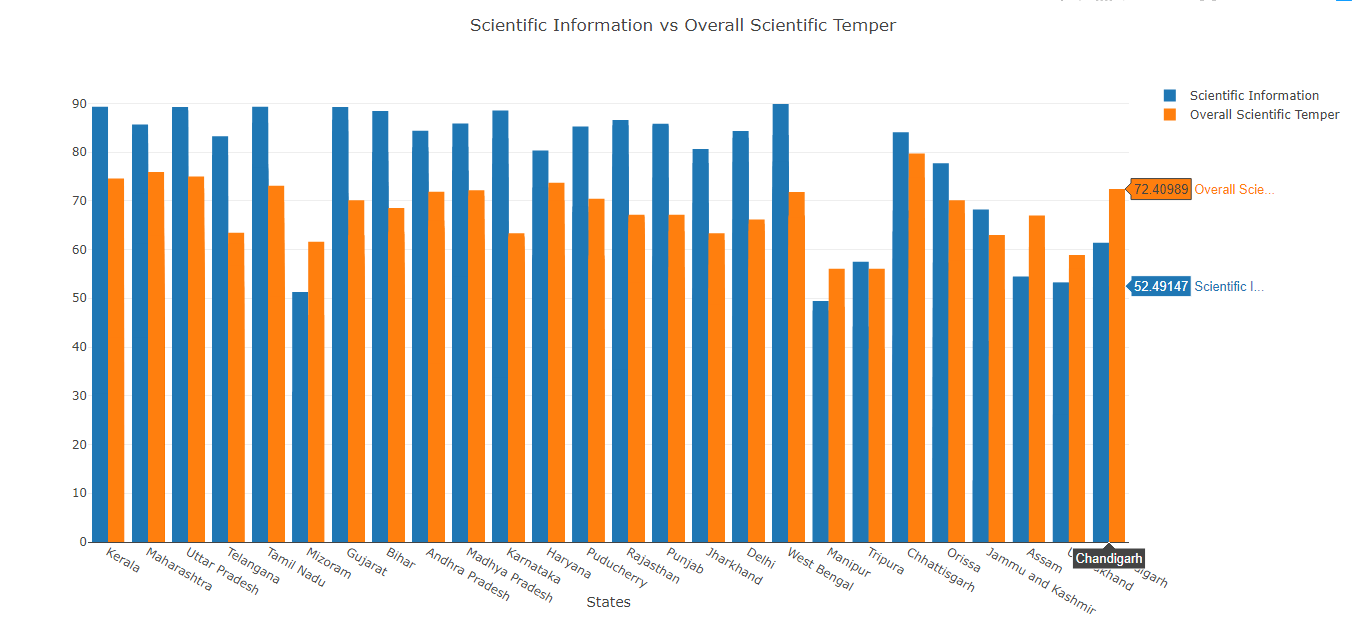 Scientific Information vs Overall Scientific Temper
Scientific Information
Overall Scientific Temper
90
80
70
60
50
40
30
20
10
0
72.40989 Overall Scie...
52.49147 Scientific I...
Kerala
Maharashtra
Uttar Pradesh
Telangana
Tamil Nadu
Mizoram
Gujarat
Bihar
Andhra Pradesh
Madhya Pradesh
Karnataka
Haryana
Puducherry
Rajasthan
Punjab
Jharkhand
Delhi
West Bengal
Manipur
Tripura
Chhattisgarh
Orissa
Jammu and Kashmir
Assam
Chandigarh
States